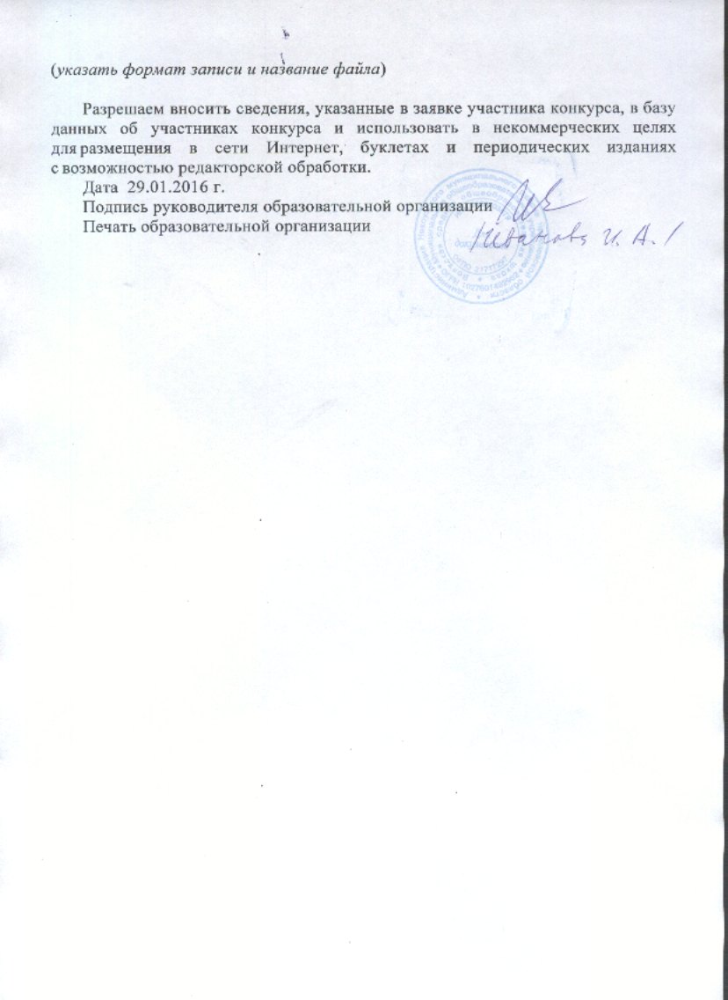 (указать формат записи и название файла)
Разрешаем вносить сведения, указанные в заявке участника конкурса, в базу
данных об участниках конкурса и использовать в некоммерческих целях
для размещения в сети Интернет, буклетах и периодических изданиях
с возможностью редакторской обработки.
Дата 29.01.2016 г.
Подпись руководителя образовательной организации
Печать образовательной организации
/Иванова И. А. /